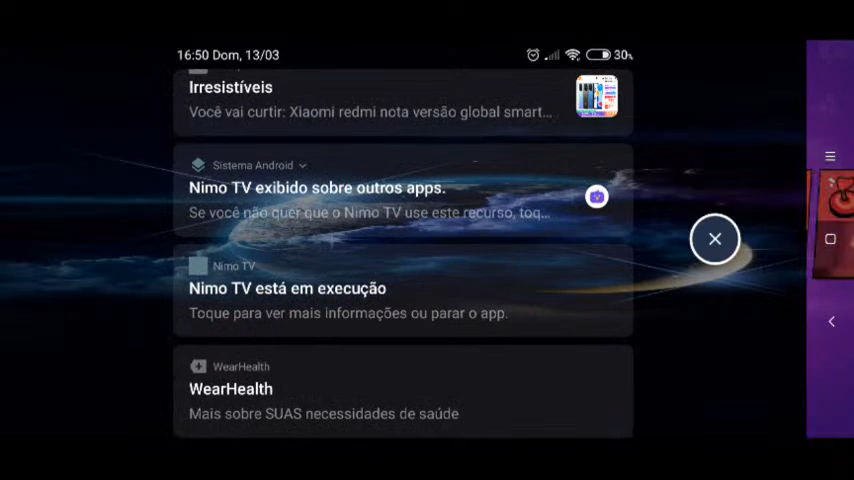 16:50 Dom, 13/03
30%
Irresistíveis
Você vai curtir: Xiaomi redmi nota versão global smart...
Sistema Android
Nimo TV exibido sobre outros apps.
Se você não quer que o Nimo TV use este recurso, toq...
Nimo TV
Nimo TV está em execução
Toque para ver mais informações ou parar o app.
WearHealth
WearHealth
Mais sobre SUAS necessidades de saúde